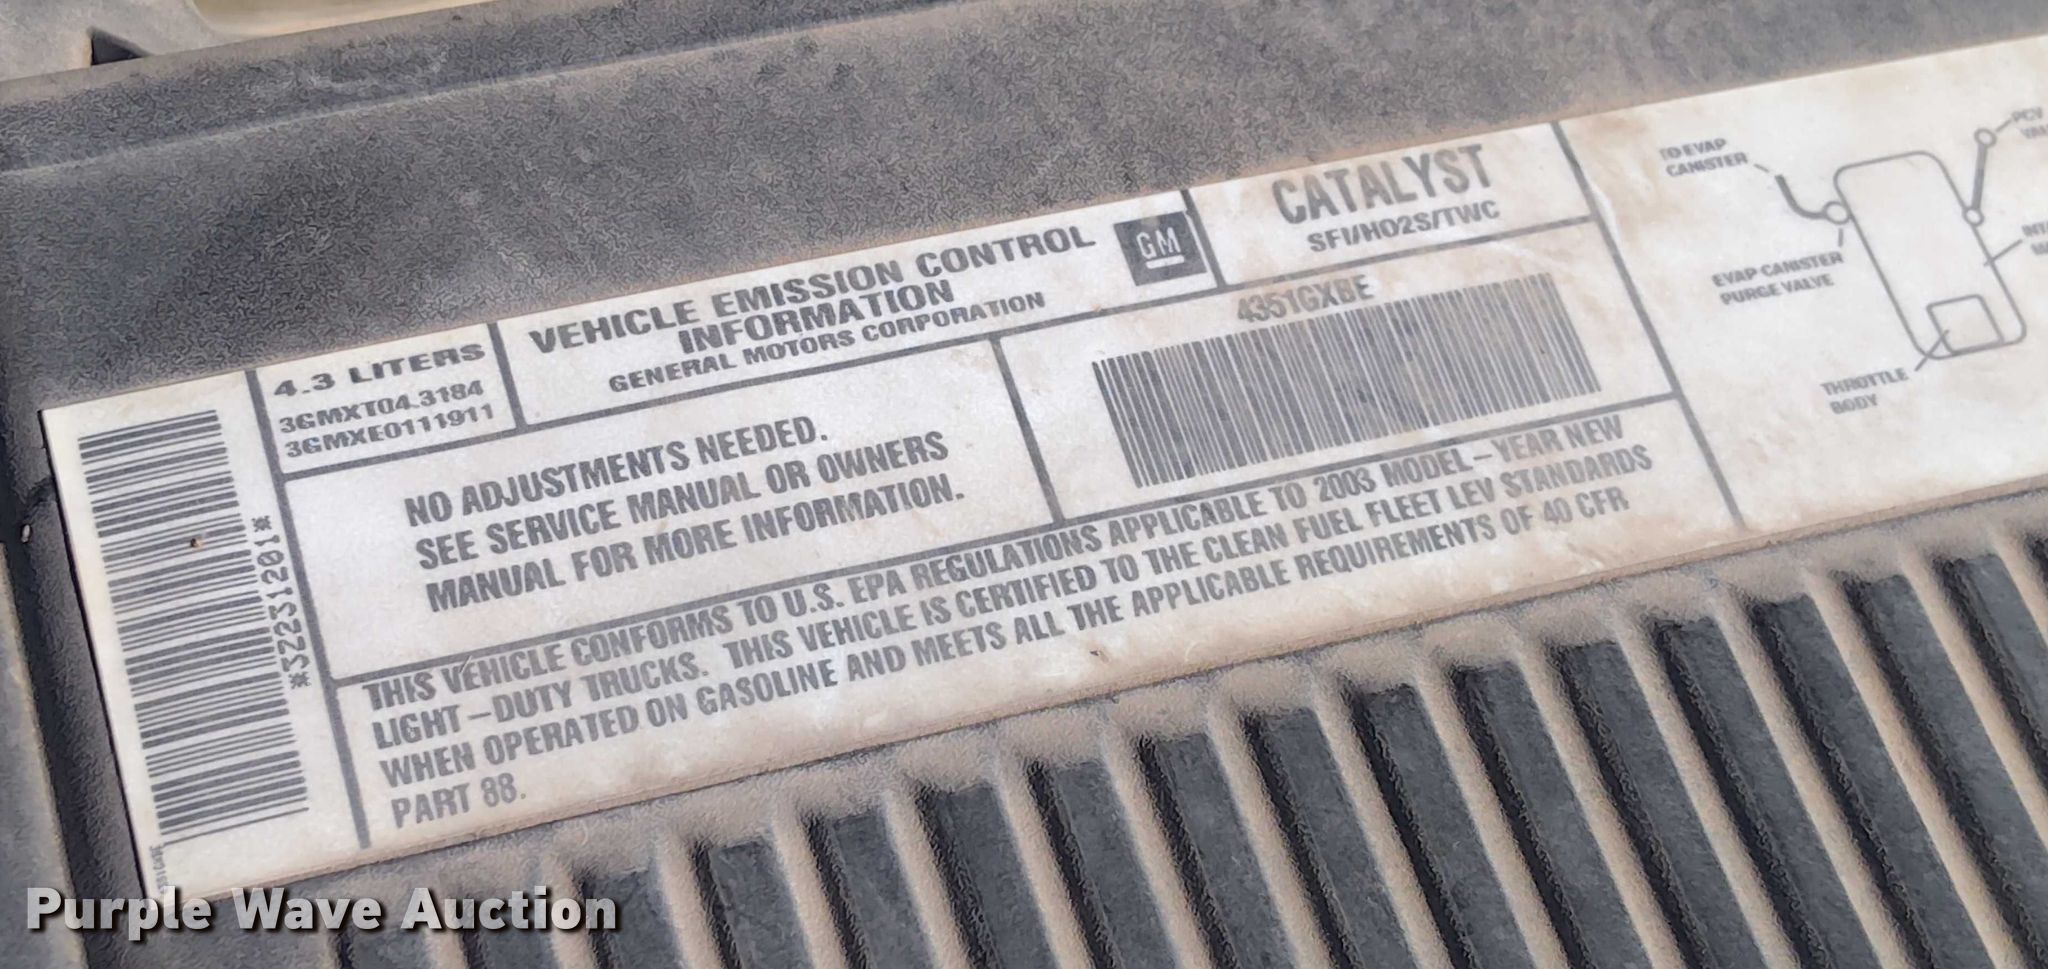 4.3 LITERS
3GMXT04.3184
3GMXE0111911
VEHICLE EMISSION CONTROL
INFORMATION
GENERAL MOTORS CORPORATION
GM
CATALYST
SFI/HO2S/TWC
NO ADJUSTMENTS NEEDED.
SEE SERVICE MANUAL OR OWNERS
MANUAL FOR MORE INFORMATION.
4351GXBE
THIS VEHICLE CONFORMS TO U.S. EPA REGULATIONS APPLICABLE TO 2003 MODEL-YEAR NEW
LIGHT-DUTY TRUCKS. THIS VEHICLE IS CERTIFIED TO THE CLEAN FUEL FLEET LEV STANDARDS
WHEN OPERATED ON GASOLINE AND MEETS ALL THE APPLICABLE REQUIREMENTS OF 40 CFR
PART 88.
*32231201*
TO EVAP
CANISTER
EVAP CANISTER
PURGE VALVE
THROTTLE
BODY
PCV
Purple Wave Auction